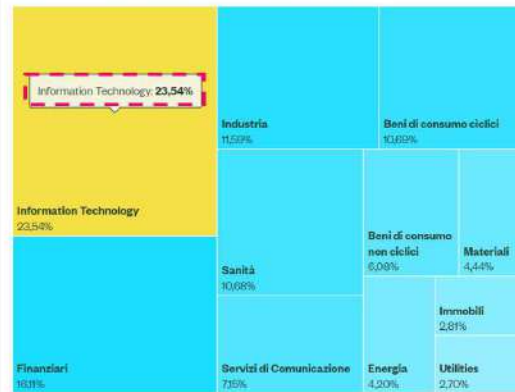 Information Technology: 23,54%
Information Technology
23,54%
Finanziari
16,11%
Industria
11,59%
Beni di consumo ciclici
10,69%
Sanità
10,68%
Servizi di Comunicazione
7,15%
Beni di consumo
non ciclici
6,08%
Materiali
4,44%
Energia
4,20%
Immobili
2,81%
Utilities
2,70%